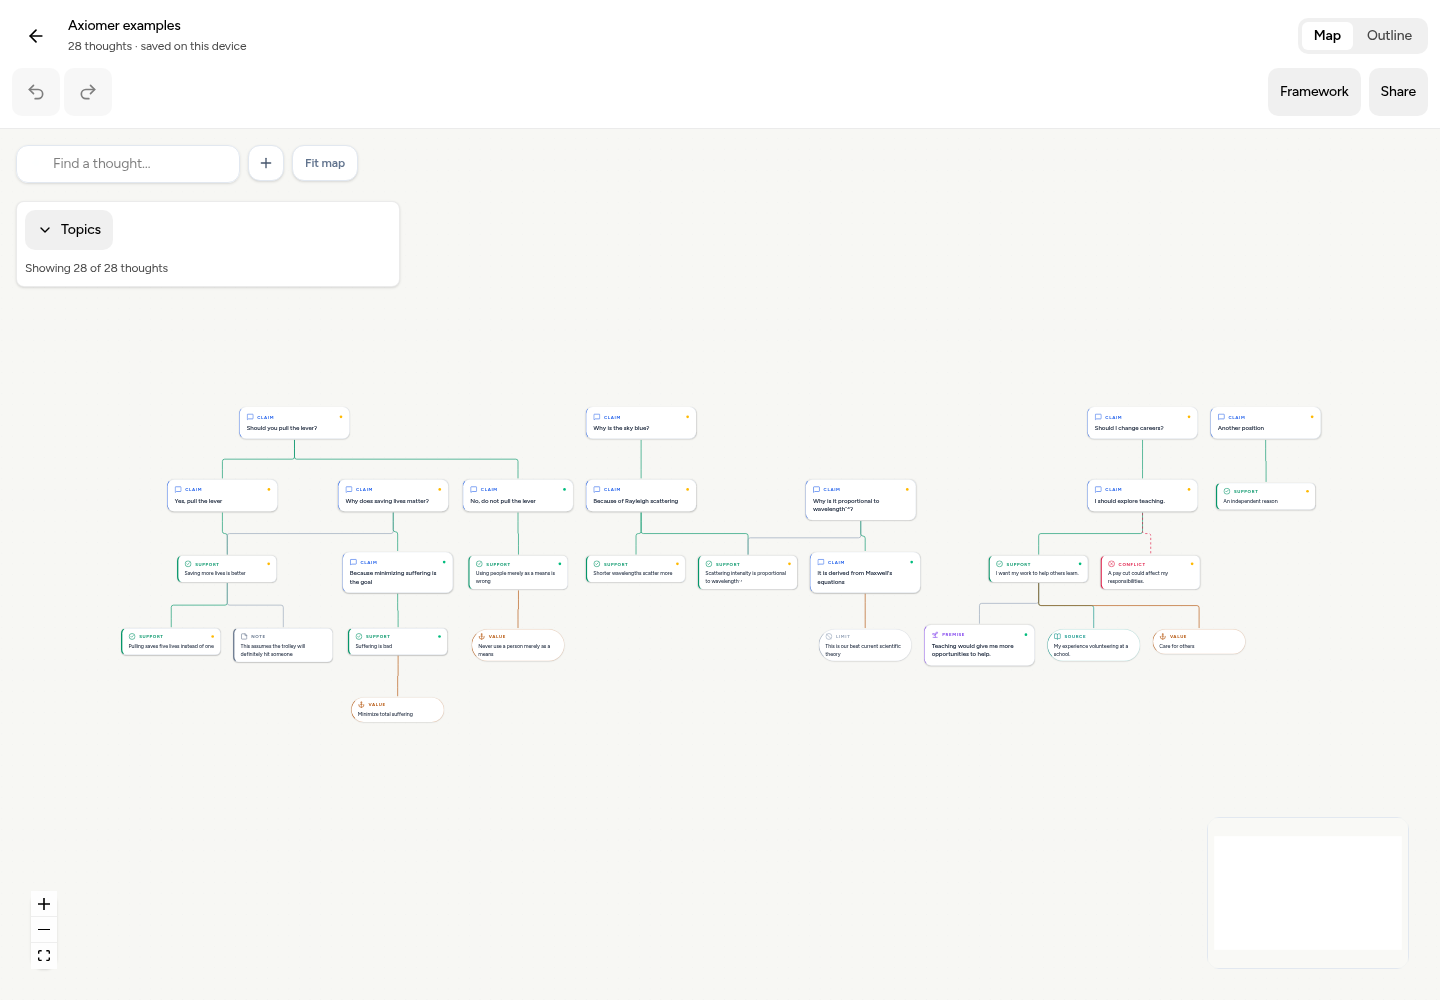 Axiomer examples
28 thoughts · saved on this device
Map
Outline
Framework
Share
Find a thought...
Fit map
Topics
Showing 28 of 28 thoughts
CLAIM
Should you pull the lever?
CLAIM
Why is the sky blue?
CLAIM
Should I change careers?
CLAIM
Another position
CLAIM
Yes, pull the lever
CLAIM
Why does saving lives matter?
CLAIM
No, do not pull the lever
CLAIM
Because of Rayleigh scattering
CLAIM
Why is it proportional to
wavelength⁻⁴?
CLAIM
I should explore teaching.
SUPPORT
An independent reason
SUPPORT
Saving more lives is better
CLAIM
Because minimizing suffering is
the goal
SUPPORT
Using people merely as a means is
wrong
SUPPORT
Shorter wavelengths scatter more
SUPPORT
Scattering intensity is proportional
to wavelength⁻⁴
CLAIM
It is derived from Maxwell's
equations
SUPPORT
I want my work to help others learn.
CONFLICT
A pay cut could affect my
responsibilities.
SUPPORT
Pulling saves five lives instead of one
NOTE
This assumes the trolley will
definitely hit someone
SUPPORT
Suffering is bad
VALUE
Never use a person merely as a
means
LIMIT
This is our best current scientific
theory
PREMISE
Teaching would give me more
opportunities to help.
SOURCE
My experience volunteering at a
school.
VALUE
Care for others
VALUE
Minimize total suffering